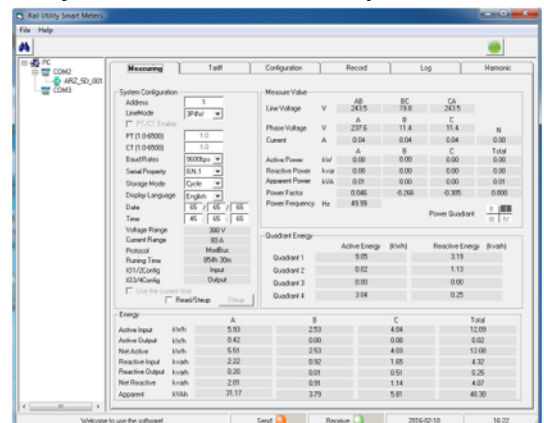 Rail Utility Smart Meters
File Help
PC
COM2
ARZ_SD_001
COM3
Measuring Tariff Configuration Record Log Harmonic
System Configuration
Address 1
LineMode 3P4w
PT/CT Enable
PT (1.0-6500) 1.0
CT (1.0-6500) 1.0
BaudRates 9600bps
Serial Property 8,N,1
Storage Mode Cycle
Display Language English
Date 65 / 65 / 65
Time 45 : 65 : 65
Voltage Range 300 V
Current Range 80 A
Protocol ModBus
Runing Time 954h 30m
IO1/2Config Input
IO3/4Config Output
Use the current time
Read/Steup Steup
Measure Value
AB BC CA
Line Voltage V 243.5 19.8 243.5
A B C N
Phase Voltage V 237.6 11.4 11.4
Current A 0.04 0.04 0.04 0.00
A B C Total
Active Power kW 0.00 0.00 0.00 0.00
Reactive Power kvar 0.00 0.00 0.00 0.00
Apparent Power kVA 0.01 0.00 0.00 0.01
Power Factor 0.046 -0.266 -0.305 0.000
Power Frequency Hz 49.99
Power Quadrant II III IV
Quadrant Energy
Active Energy (kWh) Reactive Energy (kvarh)
Quadrant 1 9.05 3.19
Quadrant 2 0.02 1.13
Quadrant 3 0.00 0.00
Quadrant 4 3.04 0.25
Energy
A B C Total
Active Input kWh 5.93 2.53 4.04 12.09
Active Output kWh 0.42 0.00 0.00 0.02
Net Active kWh 5.51 2.53 4.03 12.08
Reactive Input kvarh 2.22 0.92 1.65 4.32
Reactive Output kvarh 0.20 0.01 0.51 0.25
Net Reactive kvarh 2.01 0.91 1.14 4.07
Apparent kVAh 31.17 3.79 5.81 48.30
Welcome to use the software! Send Receive 2016-02-10 16:22